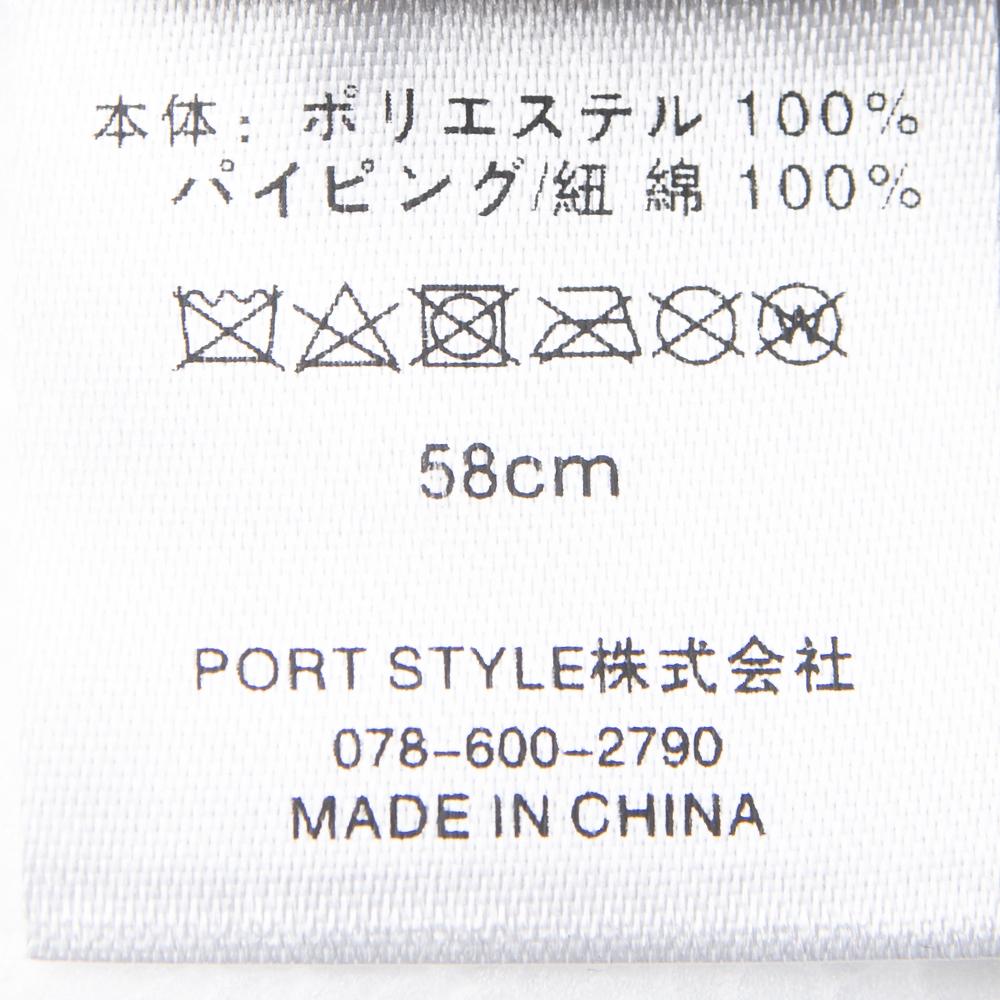 本体: ポリエステル 100%
パイピング/紐 綿 100%
W
58cm
PORT STYLE株式会社
078-600-2790
MADE IN CHINA